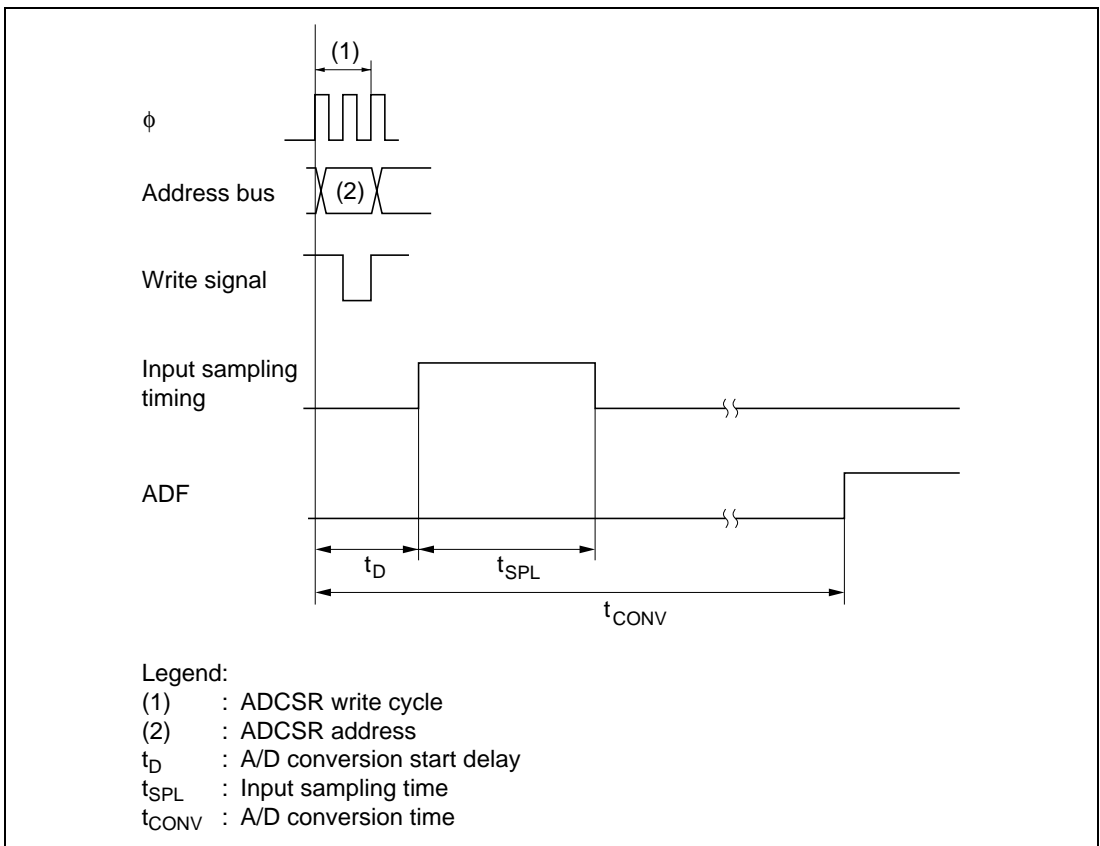 (1)
φ
Address bus
(2)
Write signal
Input sampling
timing
ADF
tD
tSPL
tCONV
Legend:
(1) : ADCSR write cycle
(2) : ADCSR address
tD : A/D conversion start delay
tSPL : Input sampling time
tCONV : A/D conversion time